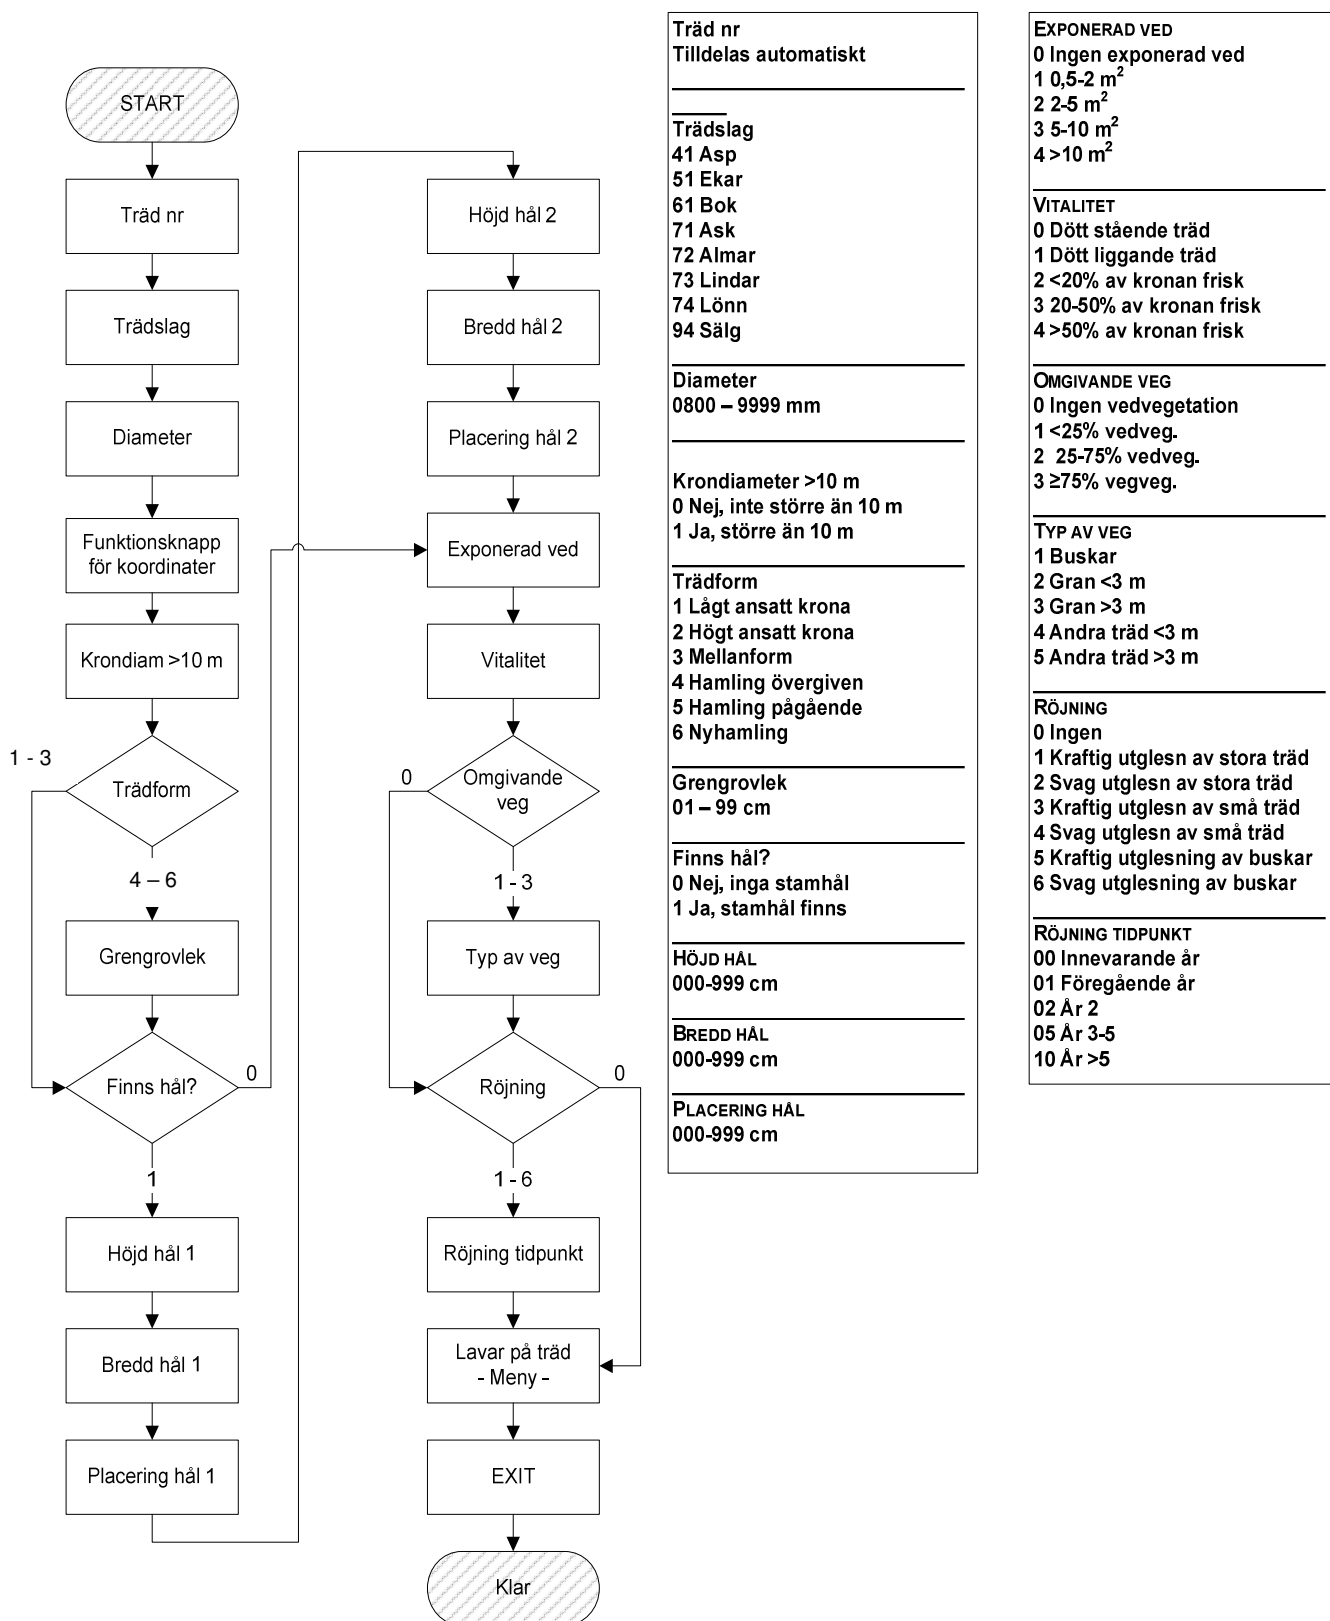 START
Träd nr
Trädslag
Diameter
Funktionsknapp
för koordinater
Krondiam >10 m
1 - 3
Trädform
4 – 6
Grengrovlek
Finns hål?
0
1
Höjd hål 1
Bredd hål 1
Placering hål 1
Höjd hål 2
Bredd hål 2
Placering hål 2
Exponerad ved
Vitalitet
0
Omgivande
veg
1 - 3
Typ av veg
Röjning
0
1 - 6
Röjning tidpunkt
Lavar på träd
- Meny -
EXIT
Klar
Träd nr
Tilldelas automatiskt
Trädslag
41 Asp
51 Ekar
61 Bok
71 Ask
72 Almar
73 Lindar
74 Lönn
94 Sälg
Diameter
0800 – 9999 mm
Krondiameter >10 m
0 Nej, inte större än 10 m
1 Ja, större än 10 m
Trädform
1 Lågt ansatt krona
2 Högt ansatt krona
3 Mellanform
4 Hamling övergiven
5 Hamling pågående
6 Nyhamling
Grengrovlek
01 – 99 cm
Finns hål?
0 Nej, inga stamhål
1 Ja, stamhål finns
HÖJD HÅL
000-999 cm
BREDD HÅL
000-999 cm
PLACERING HÅL
000-999 cm
EXPONERAD VED
0 Ingen exponerad ved
1 0,5-2 m²
2 2-5 m²
3 5-10 m²
4 >10 m²
VITALITET
0 Dött stående träd
1 Dött liggande träd
2 <20% av kronan frisk
3 20-50% av kronan frisk
4 >50% av kronan frisk
OMGIVANDE VEG
0 Ingen vedvegetation
1 <25% vedveg.
2 25-75% vedveg.
3 ≥75% vegveg.
TYP AV VEG
1 Buskar
2 Gran <3 m
3 Gran >3 m
4 Andra träd <3 m
5 Andra träd >3 m
RÖJNING
0 Ingen
1 Kraftig utglesn av stora träd
2 Svag utglesn av stora träd
3 Kraftig utglesn av små träd
4 Svag utglesn av små träd
5 Kraftig utglesning av buskar
6 Svag utglesning av buskar
RÖJNING TIDPUNKT
00 Innevarande år
01 Föregående år
02 År 2
05 År 3-5
10 År >5